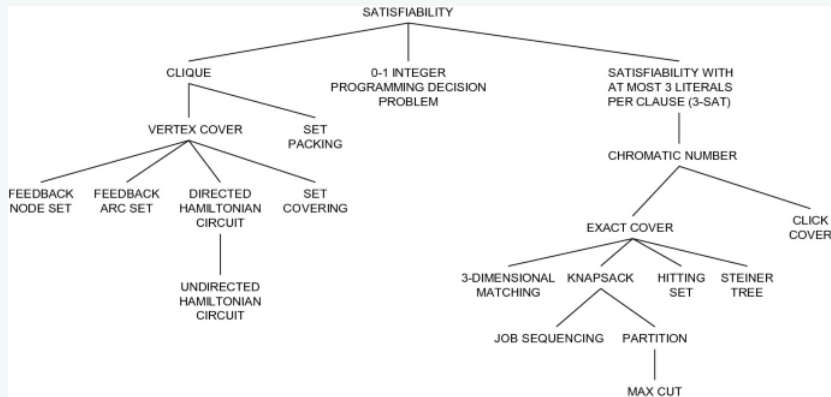 SATISFIABILITY
CLIQUE
0-1 INTEGER
PROGRAMMING DECISION
PROBLEM
SATISFIABILITY WITH
AT MOST 3 LITERALS
PER CLAUSE (3-SAT)
VERTEX COVER
SET
PACKING
CHROMATIC NUMBER
FEEDBACK
NODE SET
FEEDBACK
ARC SET
DIRECTED
HAMILTONIAN
CIRCUIT
SET
COVERING
EXACT COVER
CLICK
COVER
UNDIRECTED
HAMILTONIAN
CIRCUIT
3-DIMENSIONAL
MATCHING
KNAPSACK
HITTING
SET
STEINER
TREE
JOB SEQUENCING
PARTITION
MAX CUT